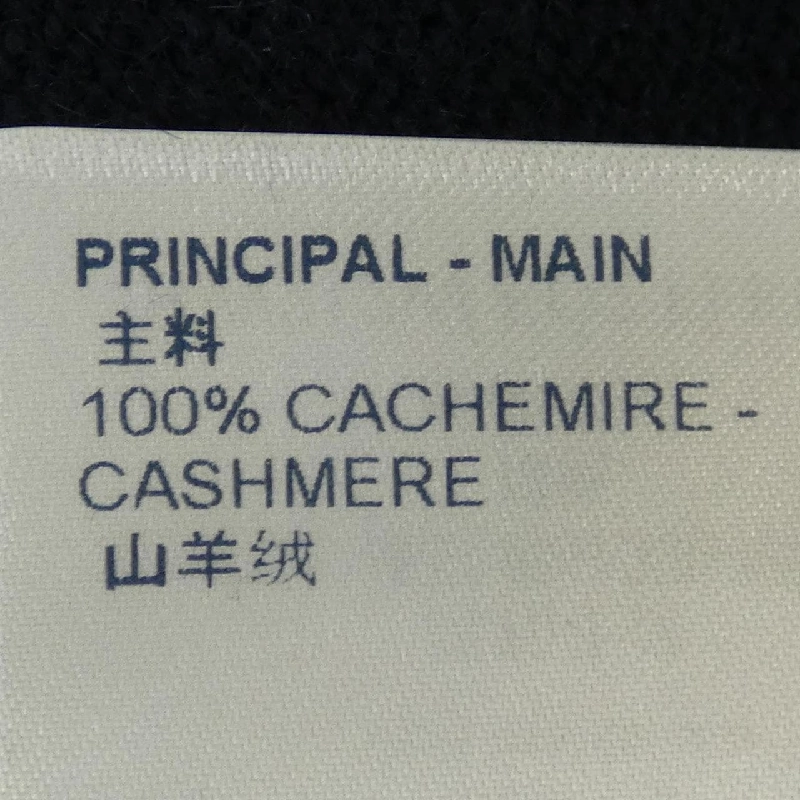 PRINCIPAL - MAIN
主料
100% CACHEMIRE -
CASHMERE
山羊绒